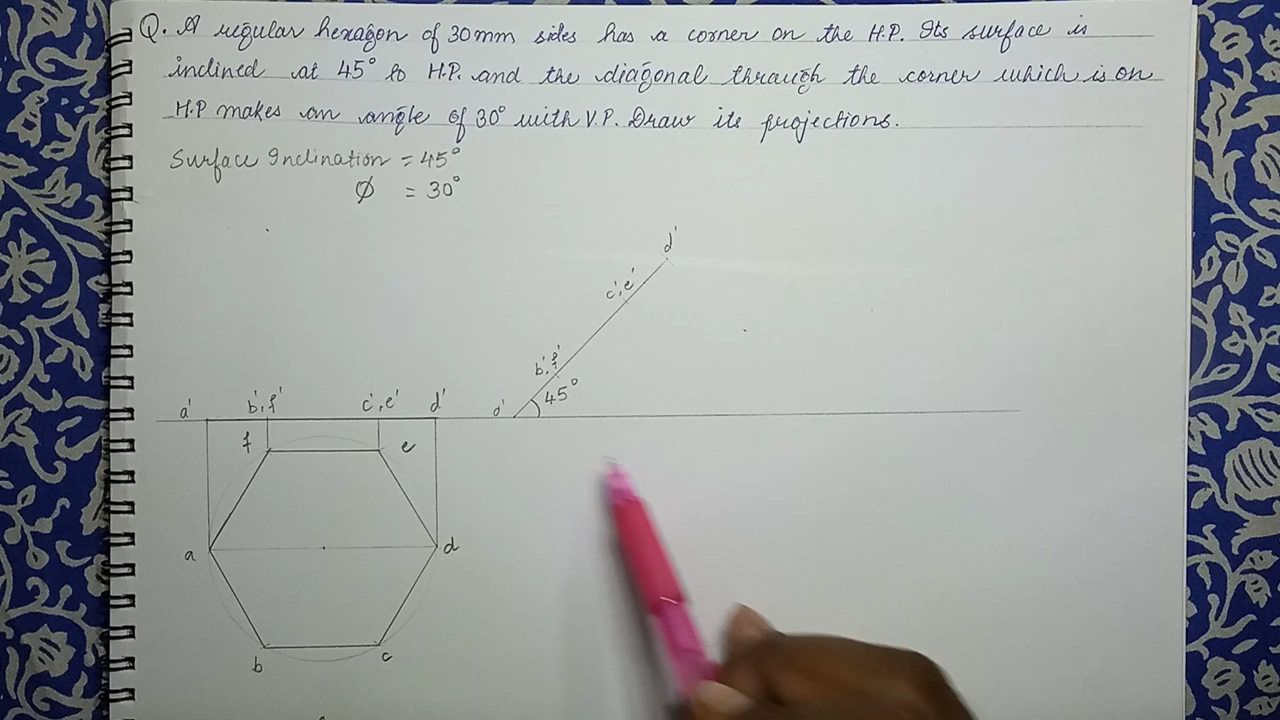 Q. A regular hexagon of 30mm sides has a corner on the H.P. Its surface is
inclined at 45° to H.P. and the diagonal through the corner which is on
H.P makes an angle of 30° with V.P. Draw its projections.
Surface Inclination = 45°
Ø = 30°
d'
c', e'
b', f'
45°
a' b', f' c', e' d' a'
f e
a d
b c